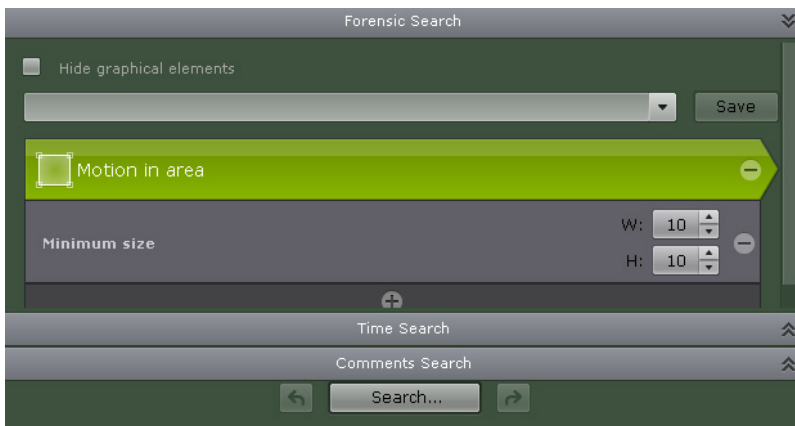 Forensic Search
Hide graphical elements
Save
Motion in area
W: 10
Minimum size
H: 10
Time Search
Comments Search
Search...